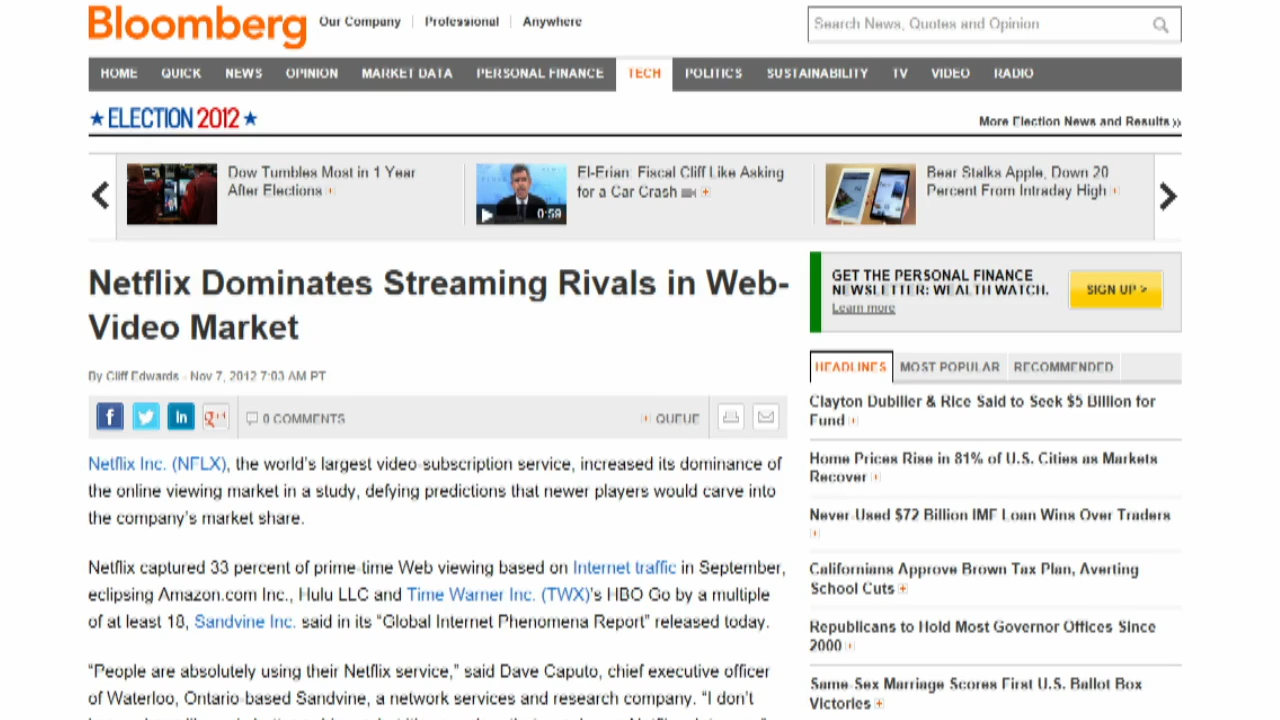 Bloomberg
Our Company
Professional
Anywhere
Search News, Quotes and Opinion
HOME
QUICK
NEWS
OPINION
MARKET DATA
PERSONAL FINANCE
TECH
POLITICS
SUSTAINABILITY
TV
VIDEO
RADIO
ELECTION 2012
More Election News and Results »
Dow Tumbles Most in 1 Year
After Elections
0:59
El-Erian: Fiscal Cliff Like Asking
for a Car Crash
Bear Stalks Apple, Down 20
Percent From Intraday High
Netflix Dominates Streaming Rivals in Web-
Video Market
By Cliff Edwards - Nov 7, 2012 7:03 AM PT
0 COMMENTS
QUEUE
Netflix Inc. (NFLX), the world's largest video-subscription service, increased its dominance of
the online viewing market in a study, defying predictions that newer players would carve into
the company's market share.
Netflix captured 33 percent of prime-time Web viewing based on Internet traffic in September,
eclipsing Amazon.com Inc., Hulu LLC and Time Warner Inc. (TWX)'s HBO Go by a multiple
of at least 18, Sandvine Inc. said in its "Global Internet Phenomena Report" released today.
"People are absolutely using their Netflix service," said Dave Caputo, chief executive officer
of Waterloo, Ontario-based Sandvine, a network services and research company. "I don't
GET THE PERSONAL FINANCE
NEWSLETTER: WEALTH WATCH.
Learn more
SIGN UP >
HEADLINES
MOST POPULAR
RECOMMENDED
Clayton Dubilier & Rice Said to Seek $5 Billion for
Fund
Home Prices Rise in 81% of U.S. Cities as Markets
Recover
Never-Used $72 Billion IMF Loan Wins Over Traders
Californians Approve Brown Tax Plan, Averting
School Cuts
Republicans to Hold Most Governor Offices Since
2000
Same-Sex Marriage Scores First U.S. Ballot Box
Victories